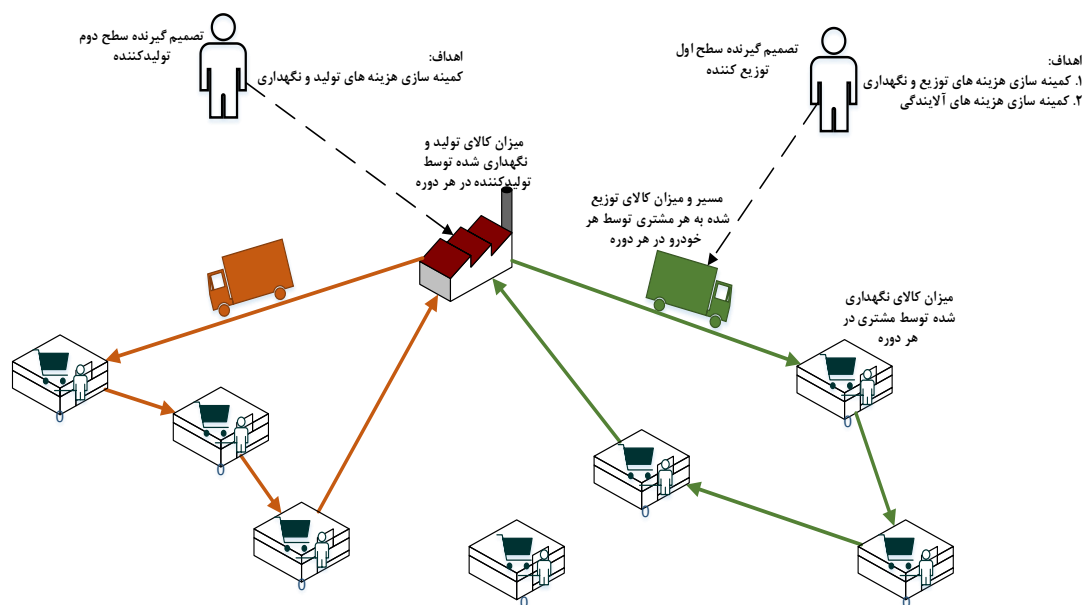 تصمیم گیرنده سطح اول
توزیع کننده
اهداف:
۱. کمینه سازی هزینه های توزیع و نگهداری
۲. کمینه سازی هزینه های آلایندگی
تصمیم گیرنده سطح دوم
تولیدکننده
اهداف:
کمینه سازی هزینه های تولید و نگهداری
میزان کالای تولید و
نگهداری شده توسط
تولیدکننده در هر دوره
مسیر و میزان کالای توزیع
شده به هر مشتری توسط هر
خودرو در هر دوره
میزان کالای نگهداری
شده توسط مشتری در
هر دوره